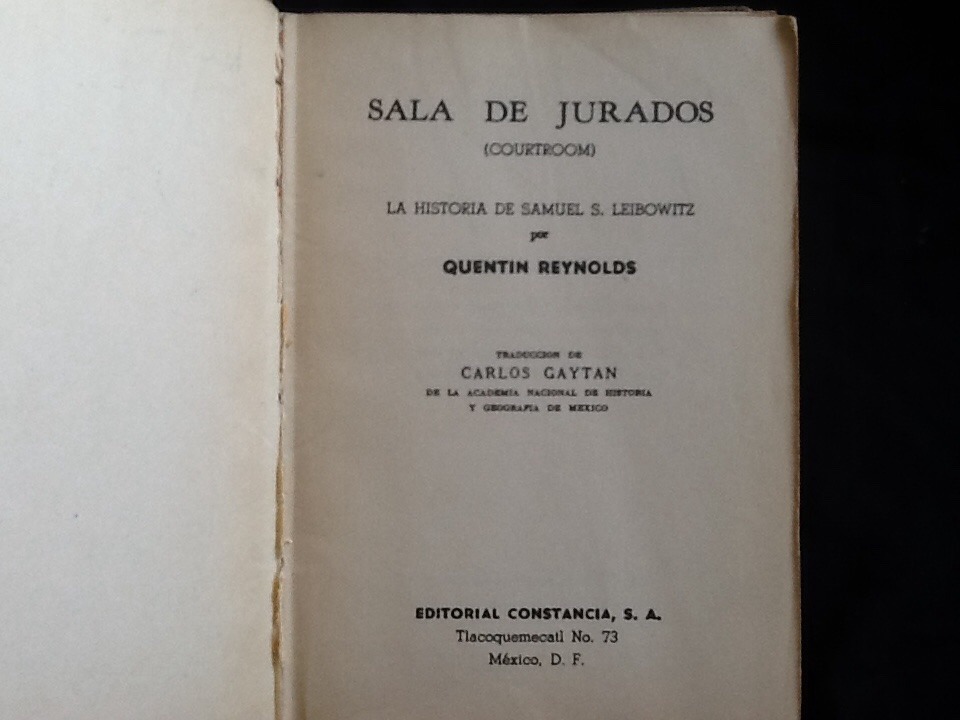 SALA DE JURADOS
(COURTROOM)
LA HISTORIA DE SAMUEL S. LEIBOWITZ
por
QUENTIN REYNOLDS
TRADUCCION DE
CARLOS GAYTAN
DE LA ACADEMIA NACIONAL DE HISTORIA
Y GEOGRAFIA DE MEXICO
EDITORIAL CONSTANCIA, S. A.
Tlacoquemecatl No. 73
México, D. F.